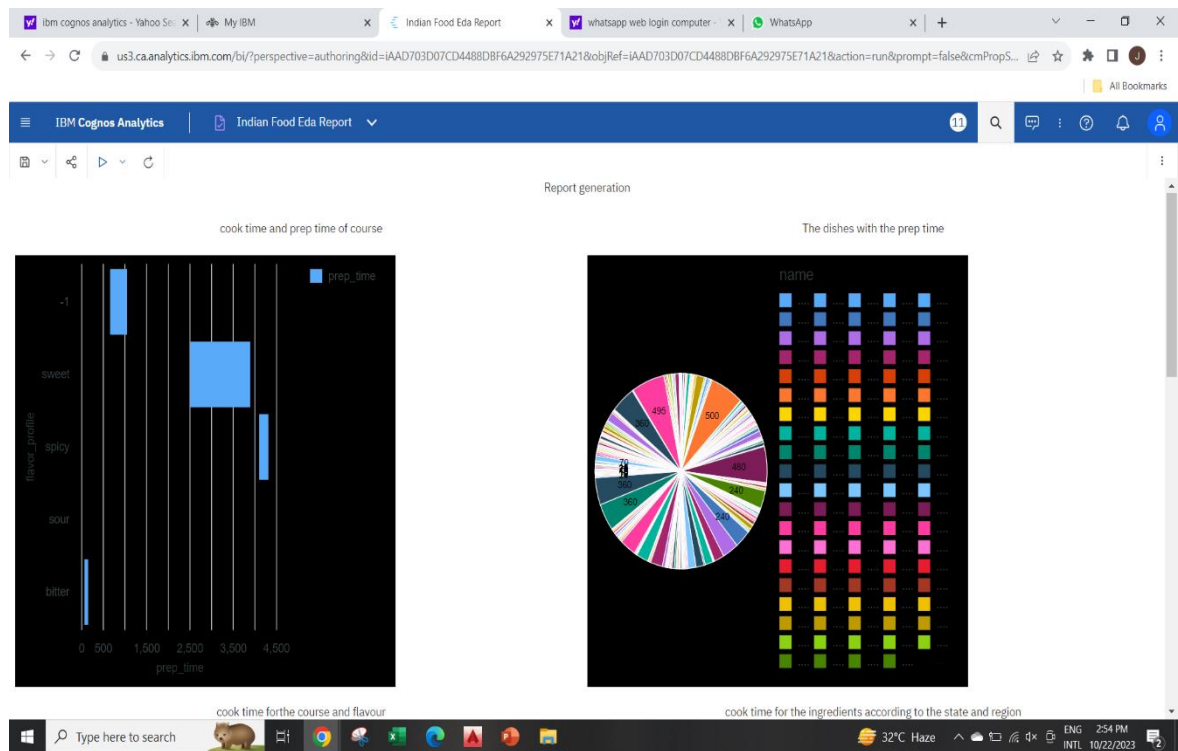 ibm cognos analytics - Yahoo Se
My IBM
Indian Food Eda Report
whatsapp web login computer -
WhatsApp
us3.ca.analytics.ibm.com/bi/?perspective=authoring&id=iAAD703D07CD4488DBF6A292975E71A21&objRef=iAAD703D07CD4488DBF6A292975E71A21&action=run&prompt=false&cmPropS...
J
All Bookmarks
IBM Cognos Analytics
Indian Food Eda Report
11
Report generation
cook time and prep time of course
The dishes with the prep time
prep_time
-1
sweet
spicy
sour
bitter
flavor_profile
0 500 1,500 2,500 3,500 4,500
prep_time
name
495
500
360
480
70
240
360
360
240
cook time forthe course and flavour
cook time for the ingredients according to the state and region
Type here to search
32°C Haze
ENG
INTL
2:54 PM
10/22/2023